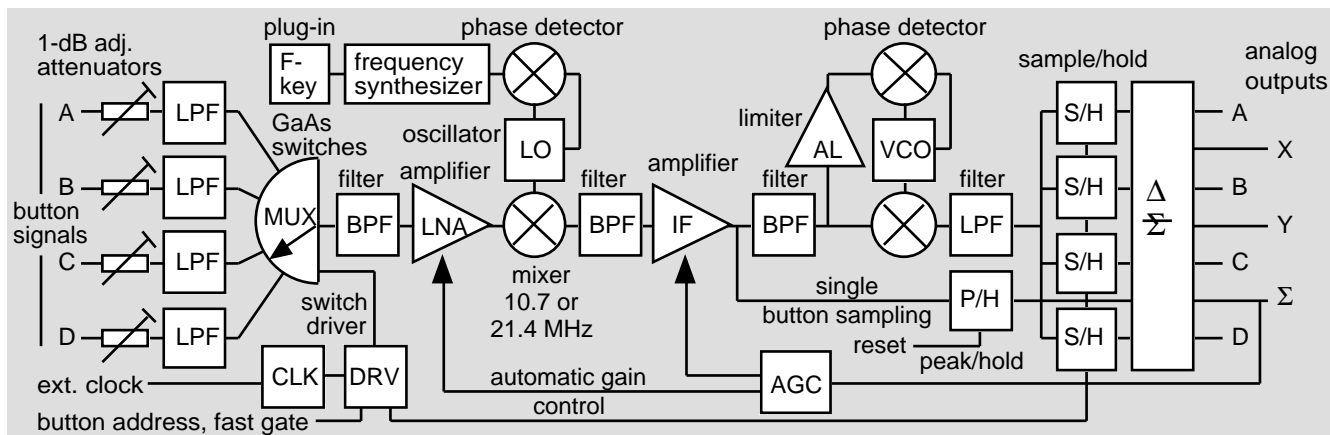 1-dB adj.
attenuators
plug-in
F-
key
frequency
synthesizer
phase detector
phase detector
sample/hold
analog
outputs
A
LPF
GaAs
switches
oscillator
LO
limiter
AL
VCO
S/H
A
X
B
LPF
MUX
filter
BPF
amplifier
LNA
filter
BPF
amplifier
IF
filter
BPF
filter
LPF
S/H
Δ
Σ
B
Y
button
signals
C
LPF
mixer
10.7 or
21.4 MHz
S/H
C
switch
driver
single
button sampling
P/H
Σ
D
LPF
reset
peak/hold
S/H
D
ext. clock
CLK
DRV
automatic gain
control
AGC
button address, fast gate